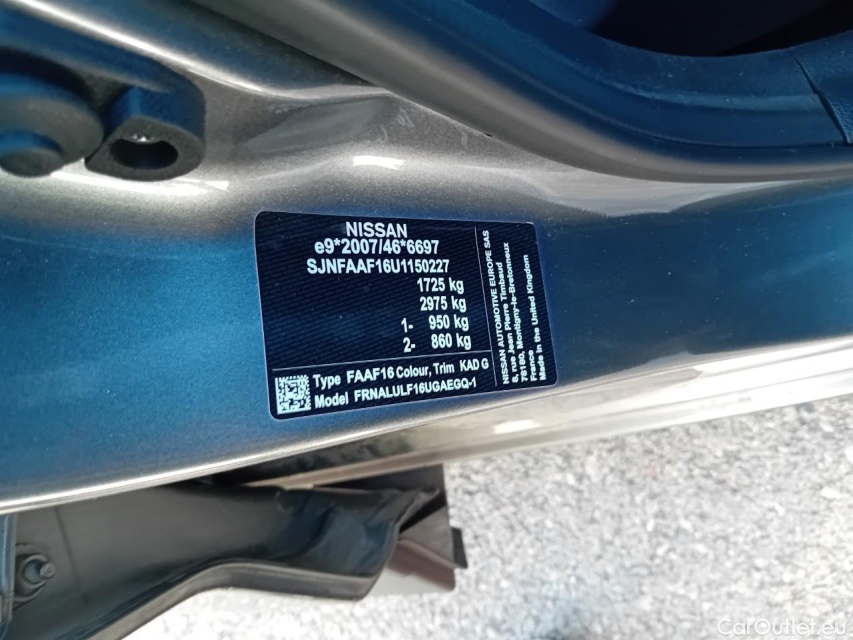 NISSAN
e9*2007/46*6697
SJNFAAF16U1150227
1725 kg
2975 kg
1- 950 kg
2- 860 kg
Type FAAF16 Colour, Trim KAD G
Model FRNALULF16UGAEGQ-1
NISSAN AUTOMOTIVE EUROPE SAS
8, rue Jean Pierre Timbaud
78180, Montigny-le-Bretonneux
France
Made in the United Kingdom
CarOutlet.eu